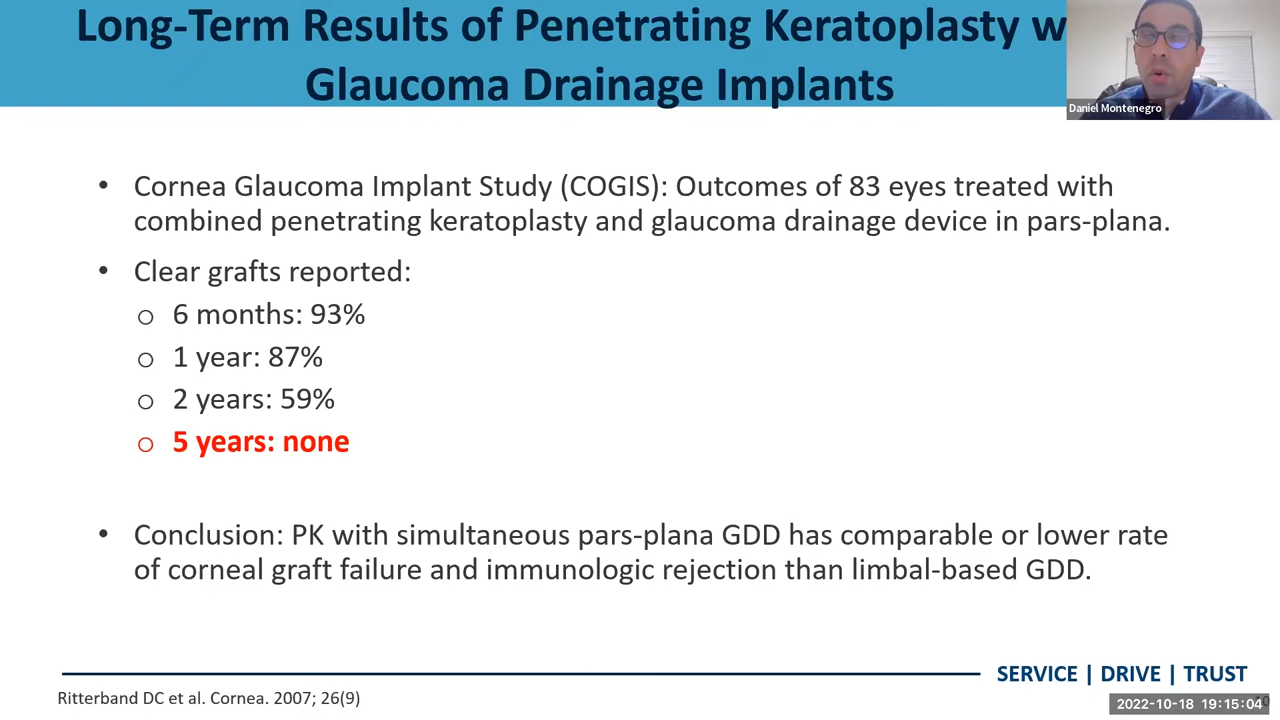 Long-Term Results of Penetrating Keratoplasty w
Glaucoma Drainage Implants
Daniel Montenegro
• Cornea Glaucoma Implant Study (COGIS): Outcomes of 83 eyes treated with
combined penetrating keratoplasty and glaucoma drainage device in pars-plana.
• Clear grafts reported:
o 6 months: 93%
o 1 year: 87%
o 2 years: 59%
o 5 years: none
• Conclusion: PK with simultaneous pars-plana GDD has comparable or lower rate
of corneal graft failure and immunologic rejection than limbal-based GDD.
SERVICE | DRIVE | TRUST
Ritterband DC et al. Cornea. 2007; 26(9)
2022-10-18 19:15:04